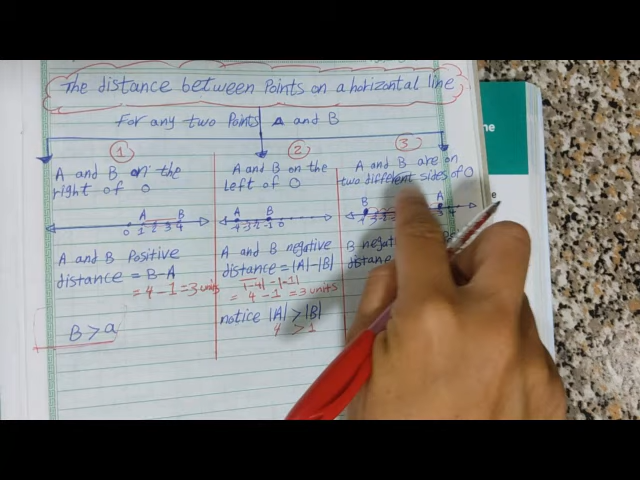 The distance between Points on a horizontal line
For any two Points A and B
1
A and B on the
right of 0
A B
0 1 2 3 4
A and B Positive
distance = B-A
= 4-1 = 3 units
B > a
2
A and B on the
left of 0
A B
-4 -3 -2 -1 0
A and B negative
distance = |A|-|B|
|-4| - |-1|
= 4 - 1 = 3 units
notice |A| > |B|
4 > 1
3
A and B are on
two different sides of 0
B A
3 4
B negat
distance
ne
e